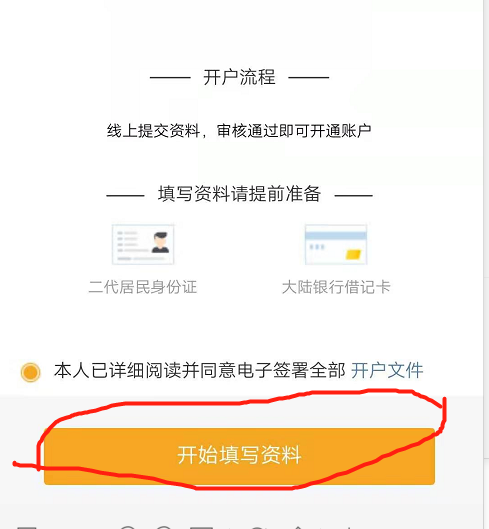 开户流程
线上提交资料，审核通过即可开通账户
填写资料请提前准备
二代居民身份证 大陆银行借记卡
本人已详细阅读并同意电子签署全部 开户文件
开始填写资料